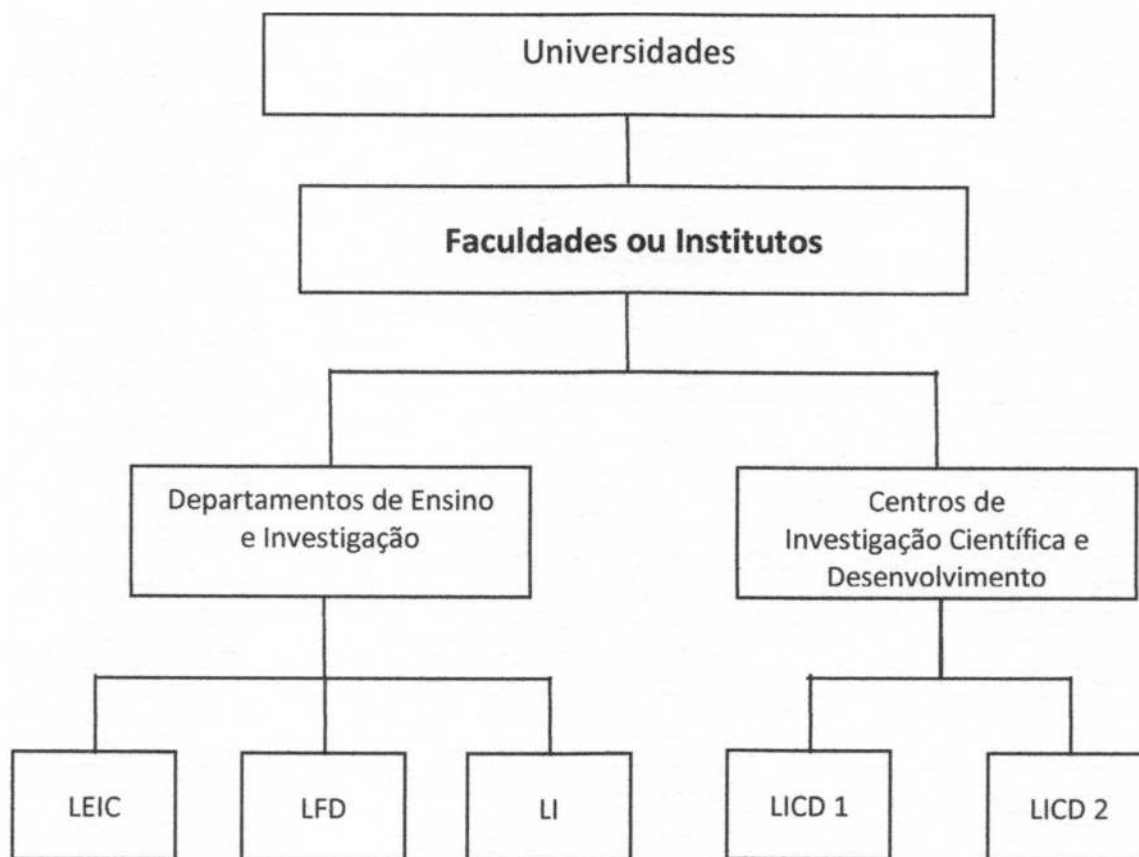 Universidades
Faculdades ou Institutos
Departamentos de Ensino
e Investigação
Centros de
Investigação Científica e
Desenvolvimento
LEIC
LFD
LI
LICD 1
LICD 2